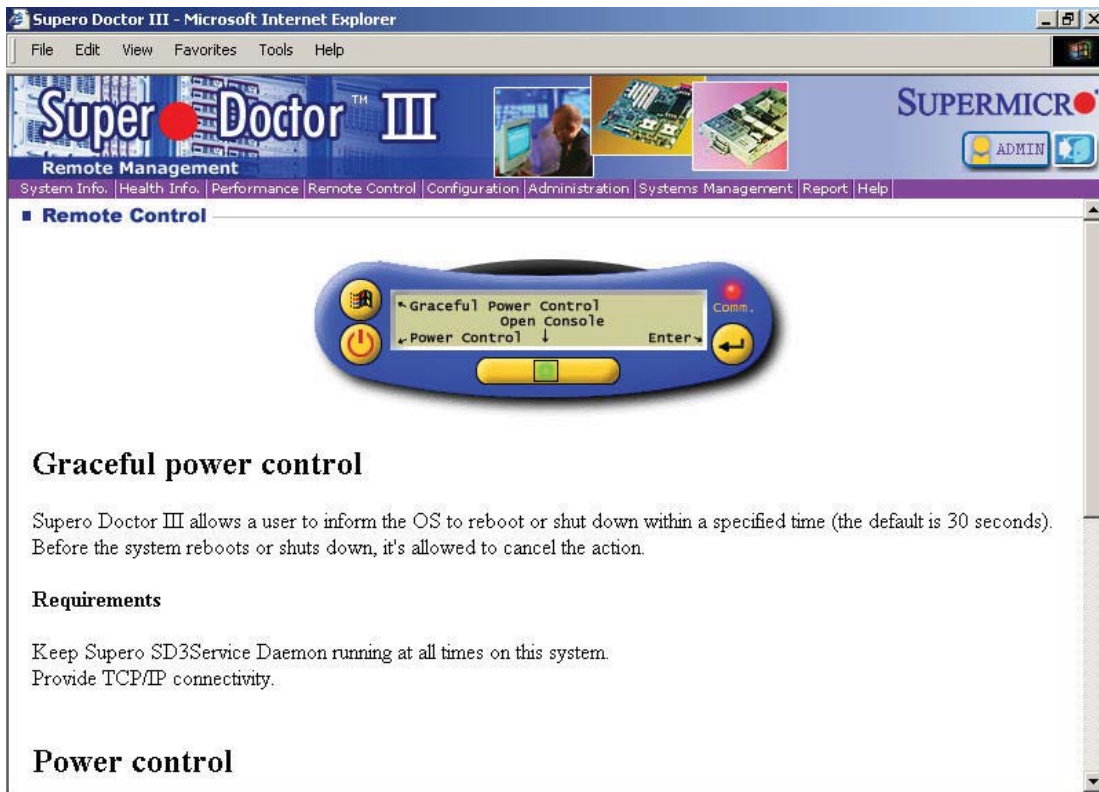 Supero Doctor III - Microsoft Internet Explorer
File Edit View Favorites Tools Help
Super Doctor™ III
SUPERMICR
ADMIN
Remote Management
System Info. | Health Info. | Performance | Remote Control | Configuration | Administration | Systems Management | Report | Help
Remote Control
Graceful Power Control
Open Console
Power Control
Enter
Comm.
Graceful power control
Supero Doctor III allows a user to inform the OS to reboot or shut down within a specified time (the default is 30 seconds).
Before the system reboots or shuts down, it's allowed to cancel the action.
Requirements
Keep Supero SD3Service Daemon running at all times on this system.
Provide TCP/IP connectivity.
Power control